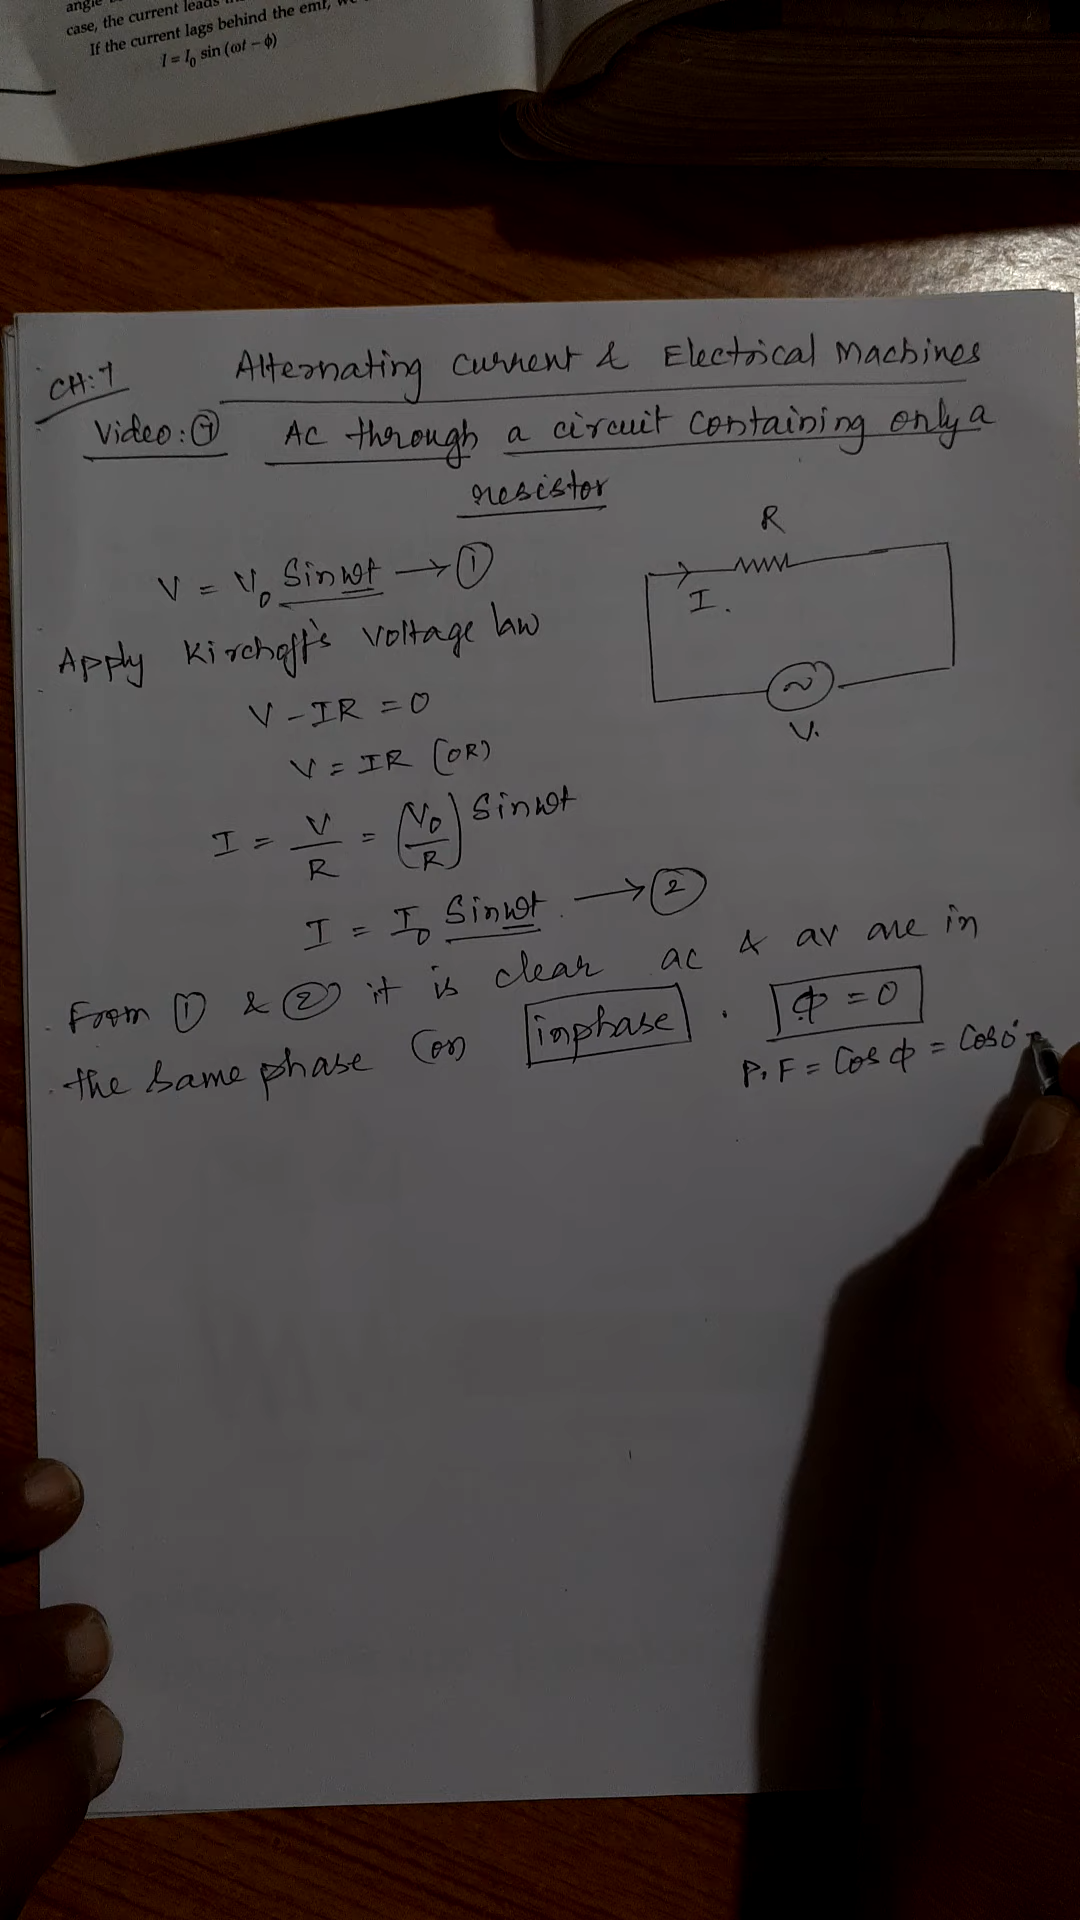 angle
case, the current leads
If the current lags behind the emf, we
I = I₀ sin (ωt – ϕ)
CH: 7
Alternating Current & Electrical Machines
Video: 7
AC through a circuit containing only a
resistor
R
I.
V.
V = V₀ Sinωt → ①
Apply Kirchoff's voltage law
V - IR = 0
V = IR (OR)
I = V/R = (V₀/R) Sinωt
I = I₀ Sinωt. → ②
From ① & ② it is clear ac & av are in
the same phase (or) inphase. ϕ = 0
P.F = Cos ϕ = Cos 0°